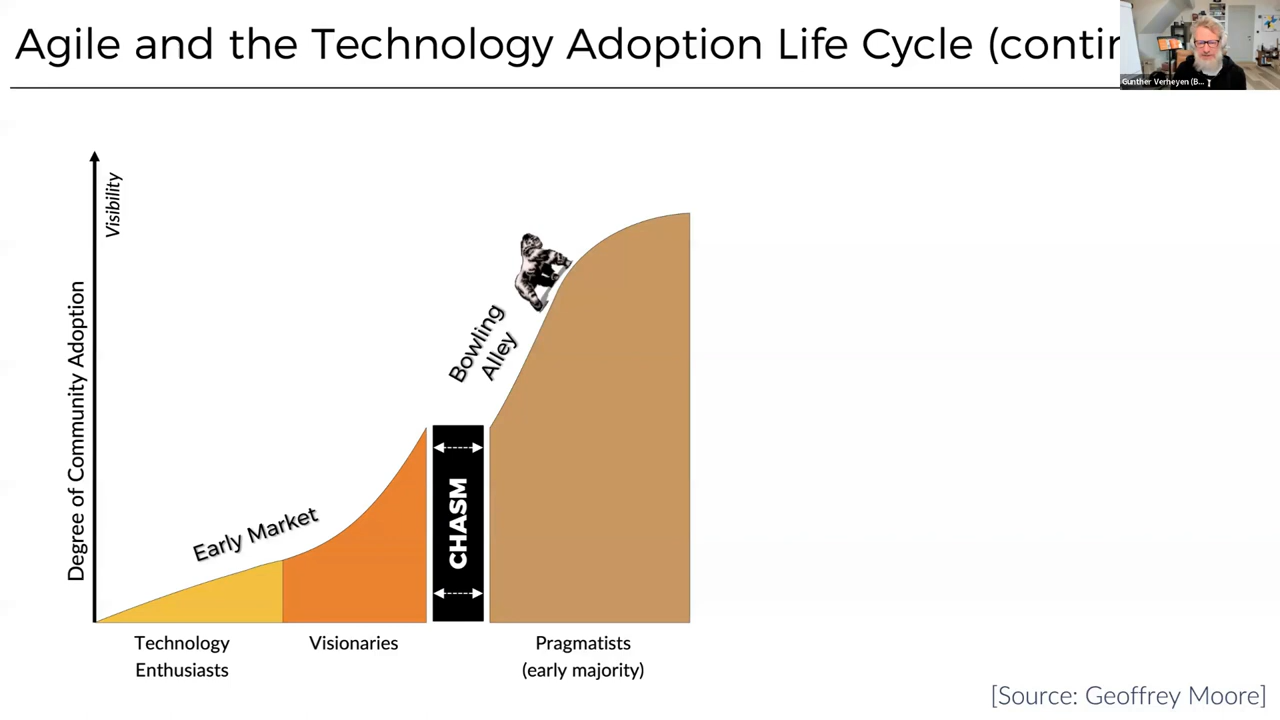 Agile and the Technology Adoption Life Cycle (contin
Gunther Verheyen (B...
Visibility
Degree of Community Adoption
Bowling
Alley
Early Market
CHASM
Technology
Enthusiasts
Visionaries
Pragmatists
(early majority)
[Source: Geoffrey Moore]